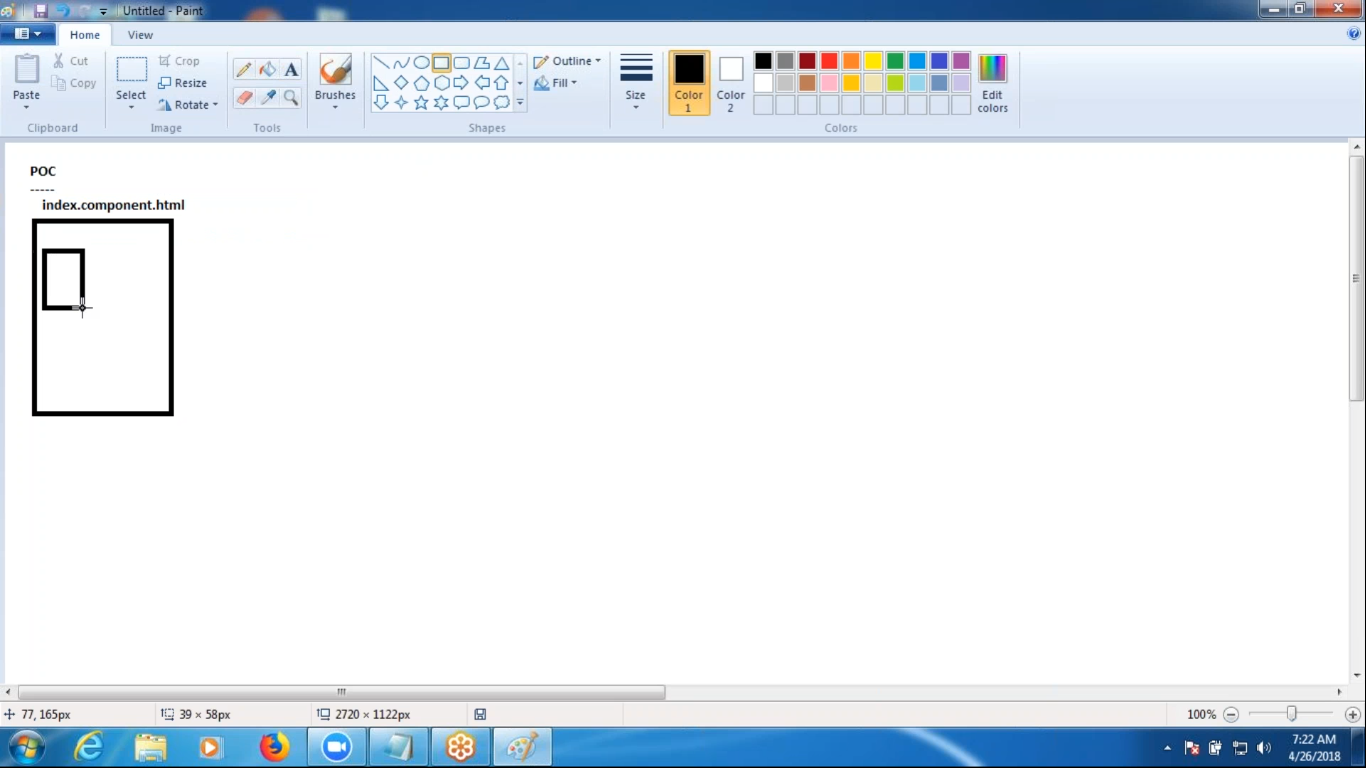 Untitled - Paint
Home View
Paste
Cut
Copy
Clipboard
Select
Crop
Resize
Rotate
Image
A
Tools
Brushes
Outline
Fill
Shapes
Size
Color 1
Color 2
Edit colors
Colors
POC
-----
index.component.html
77, 165px
39 × 58px
2720 × 1122px
100%
7:22 AM
4/26/2018